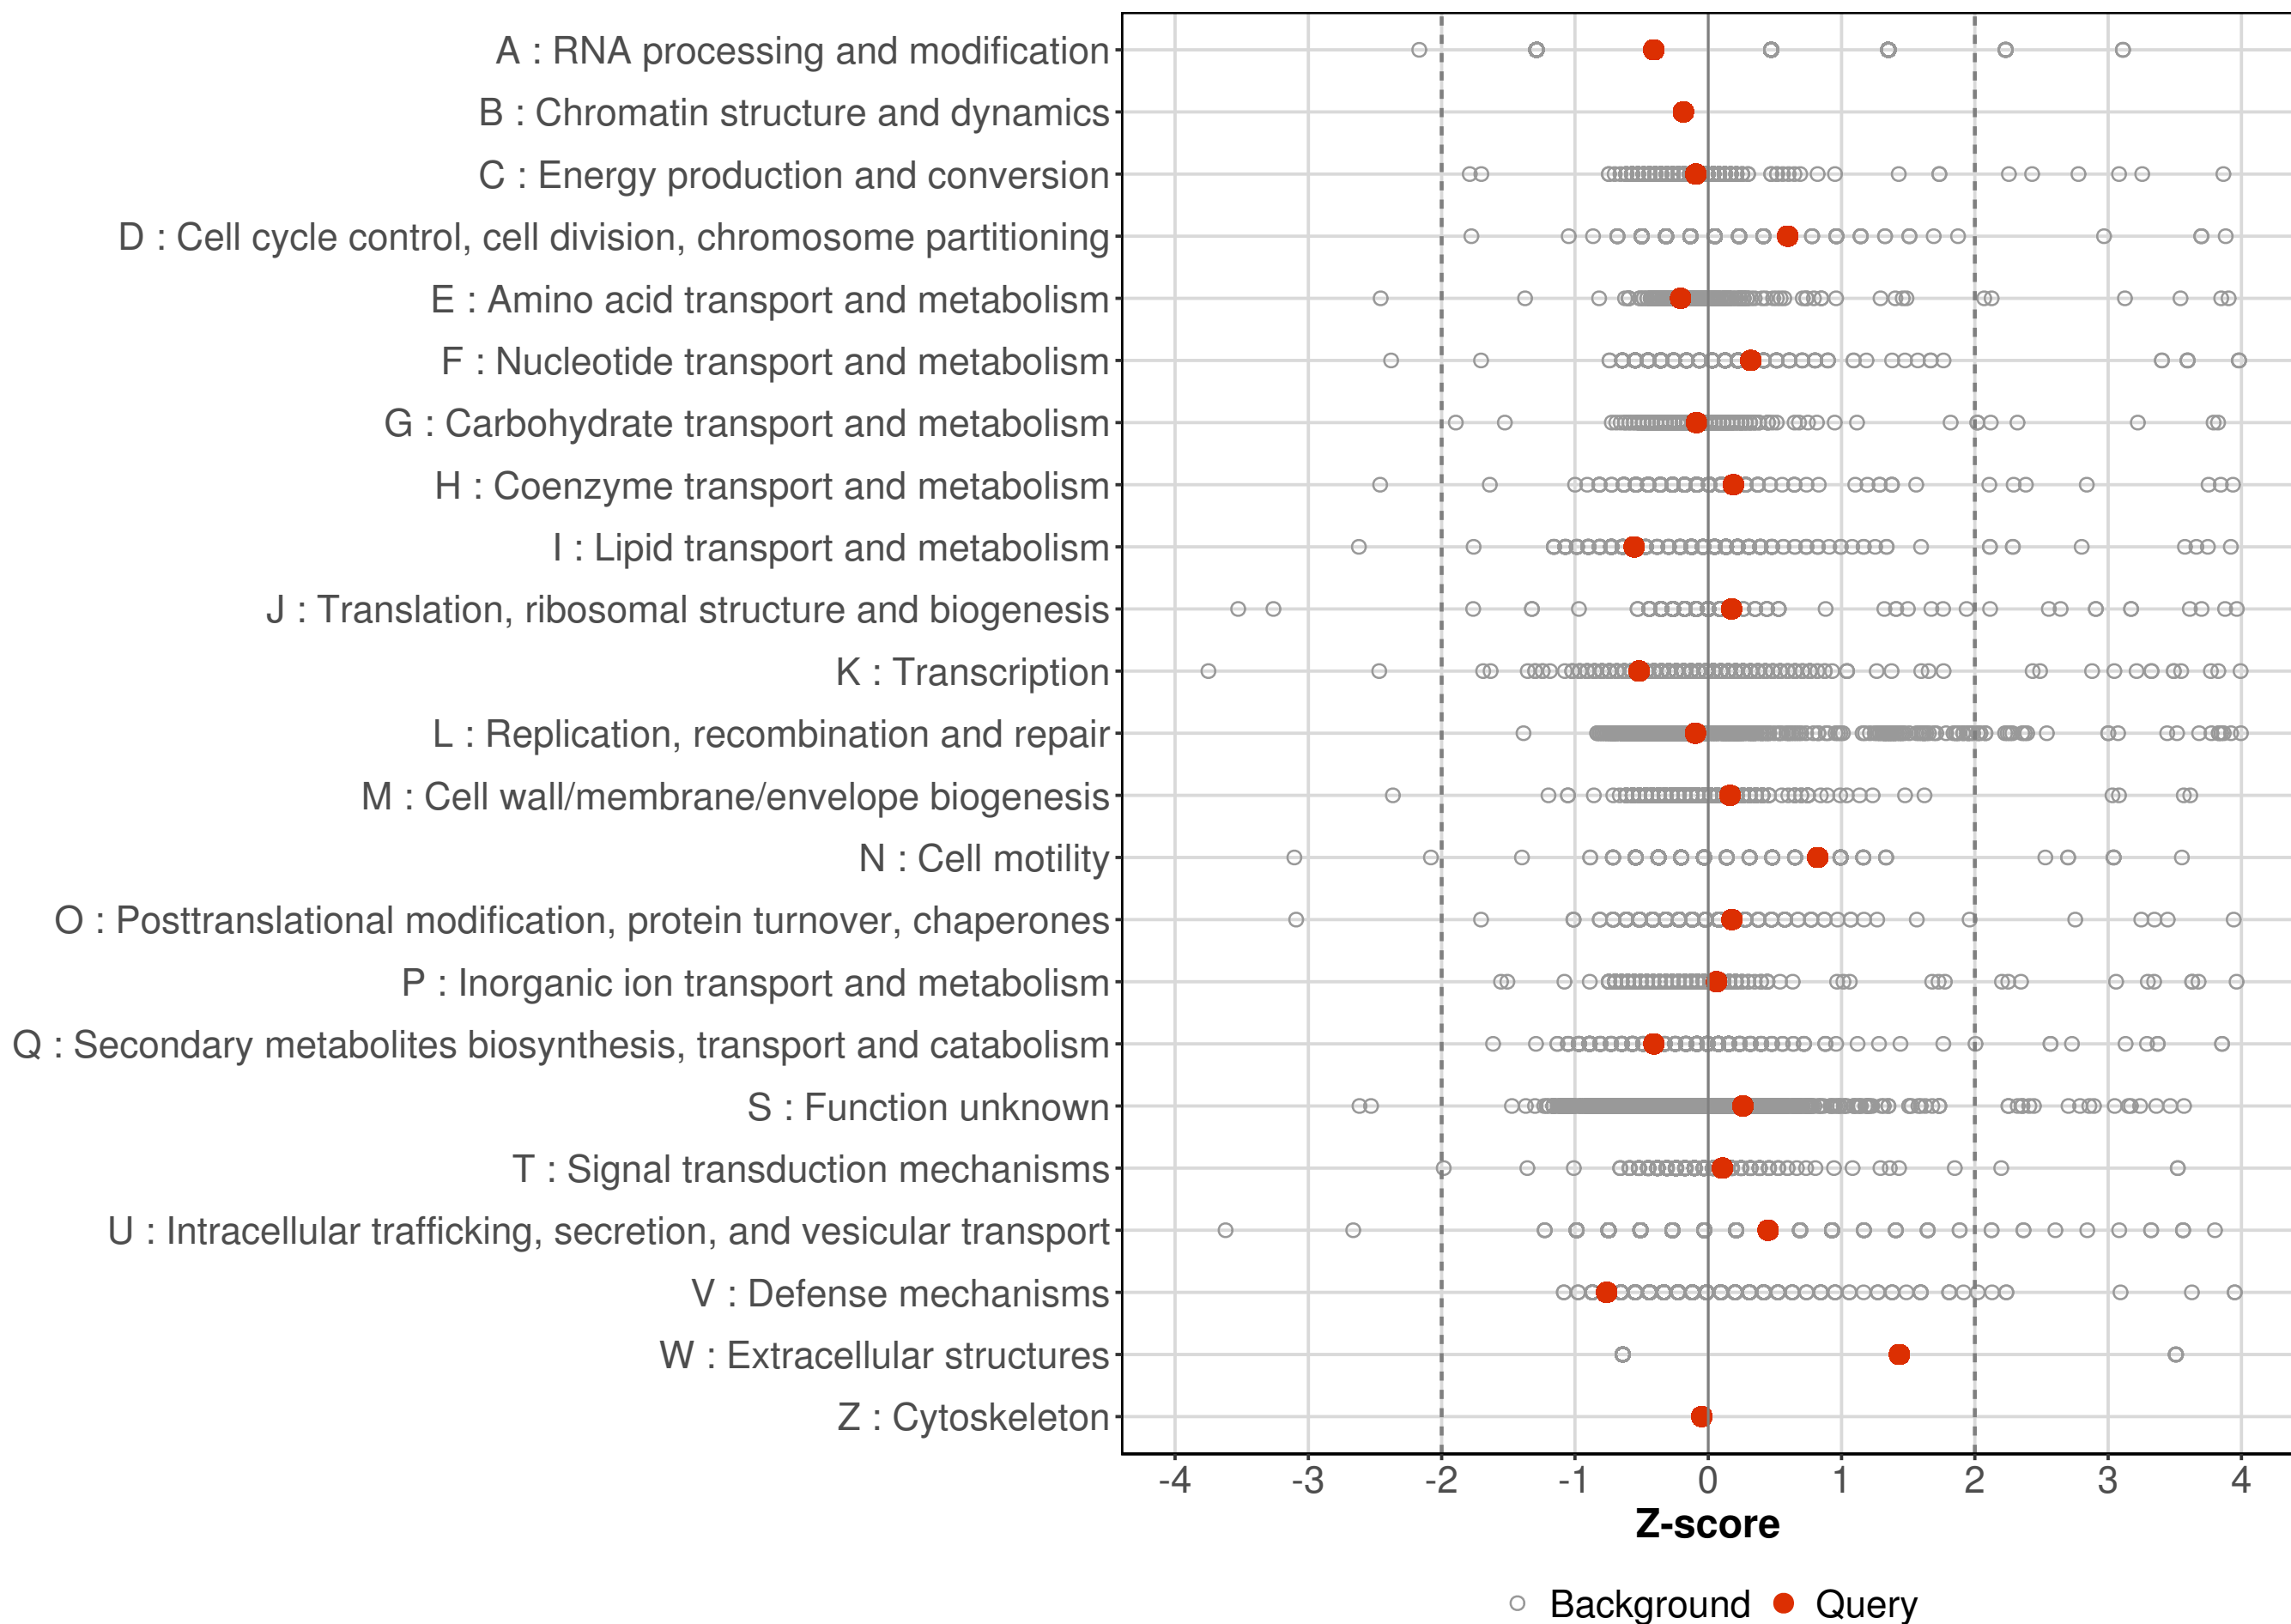 A : RNA processing and modification
B : Chromatin structure and dynamics
C : Energy production and conversion
D : Cell cycle control, cell division, chromosome partitioning
E : Amino acid transport and metabolism
F : Nucleotide transport and metabolism
G : Carbohydrate transport and metabolism
H : Coenzyme transport and metabolism
I : Lipid transport and metabolism
J : Translation, ribosomal structure and biogenesis
K : Transcription
L : Replication, recombination and repair
M : Cell wall/membrane/envelope biogenesis
N : Cell motility
O : Posttranslational modification, protein turnover, chaperones
P : Inorganic ion transport and metabolism
Q : Secondary metabolites biosynthesis, transport and catabolism
S : Function unknown
T : Signal transduction mechanisms
U : Intracellular trafficking, secretion, and vesicular transport
V : Defense mechanisms
W : Extracellular structures
Z : Cytoskeleton
-4 -3 -2 -1 0 1 2 3 4
Z-score
Background Query